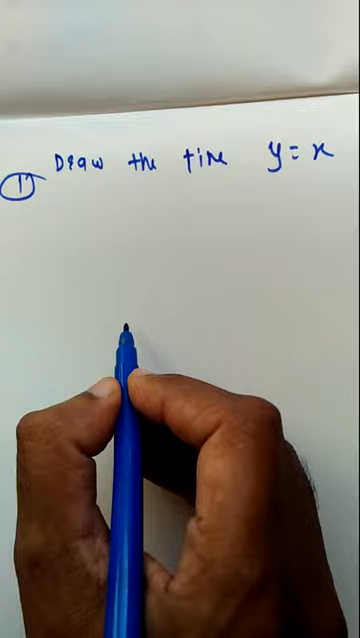 ① Draw the line y = x